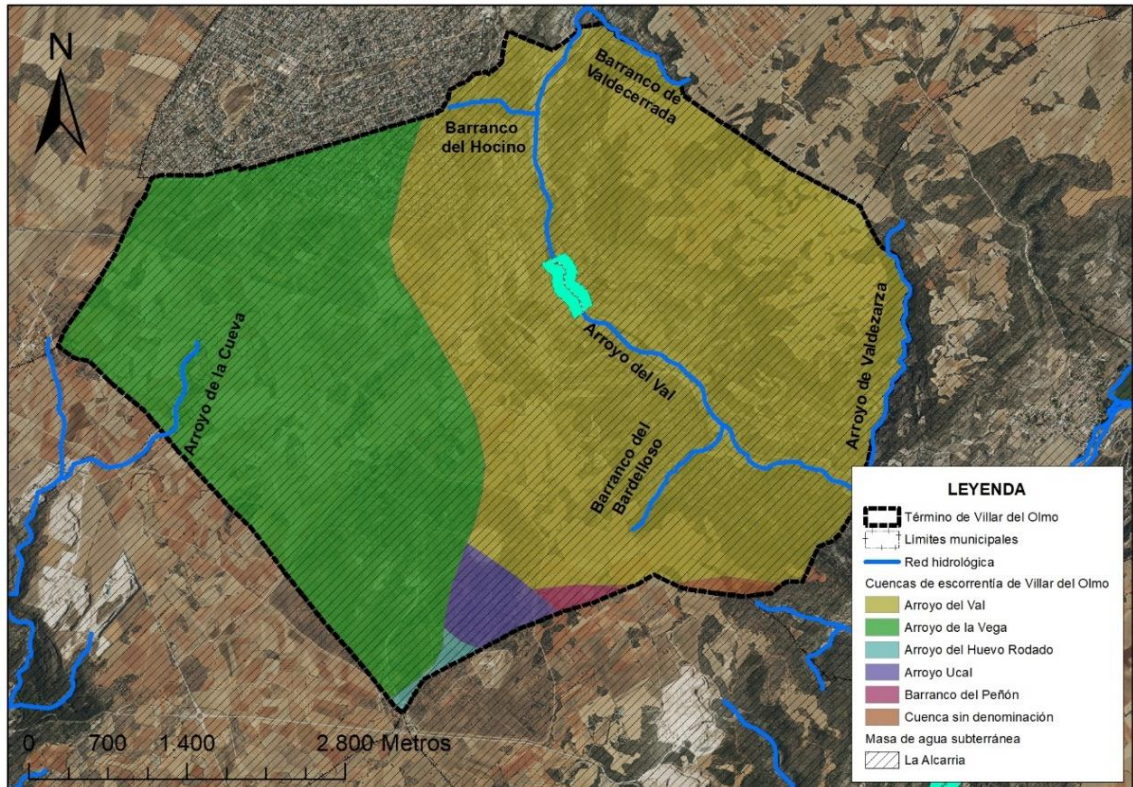 N
Barranco de
Valdecerrada
Barranco
del Hocino
Arroyo de la Cueva
Arroyo del Val
Arroyo de Valdezarza
Barranco del
Bardelloso
0 700 1.400 2.800 Metros
LEYENDA
Término de Villar del Olmo
Límites municipales
Red hidrológica
Cuencas de escorrentía de Villar del Olmo
Arroyo del Val
Arroyo de la Vega
Arroyo del Huevo Rodado
Arroyo Ucal
Barranco del Peñón
Cuenca sin denominación
Masa de agua subterránea
La Alcarria